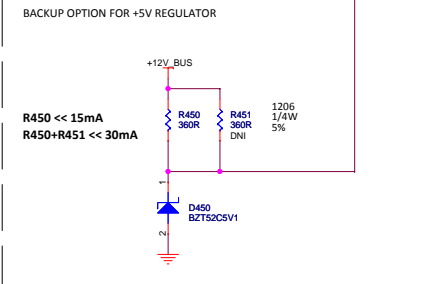 BACKUP OPTION FOR +5V REGULATOR
+12V_BUS
R450 << 15mA
R450+R451 << 30mA
R450
360R
R451
360R
DNI
1206
1/4W
5%
1
D450
BZT52C5V1
2